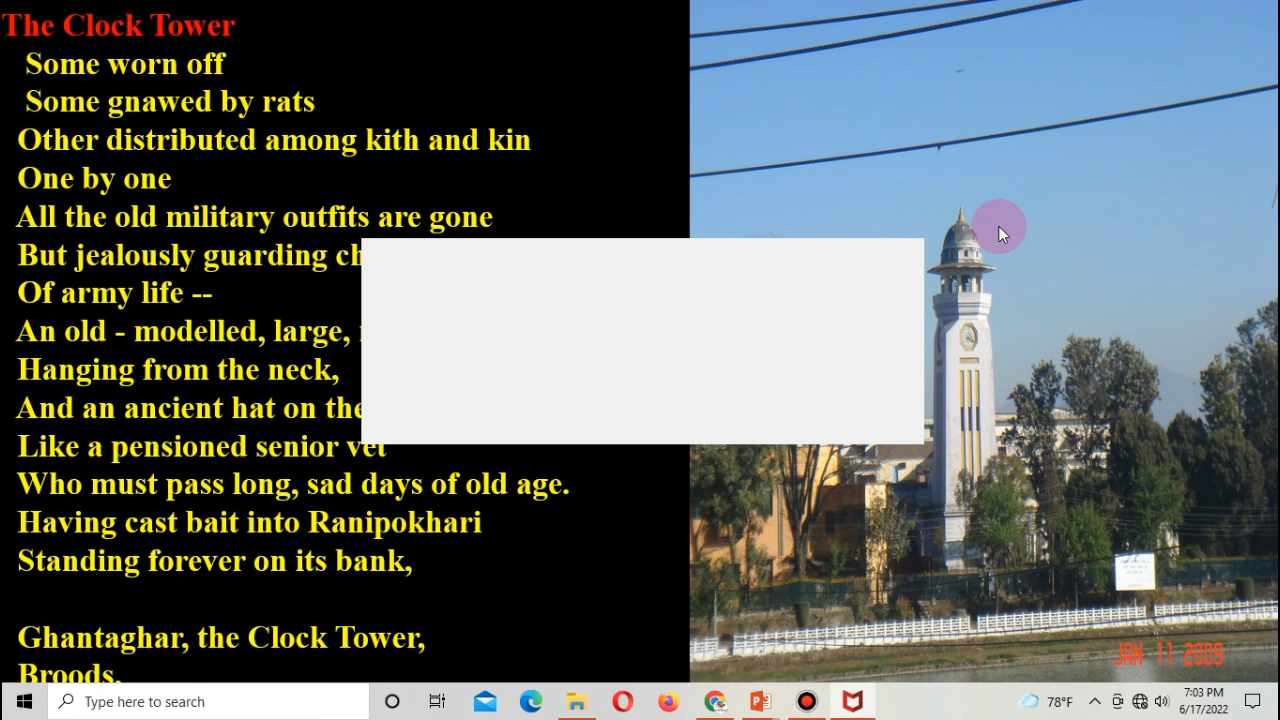 The Clock Tower
Some worn off
Some gnawed by rats
Other distributed among kith and kin
One by one
All the old military outfits are gone
But jealously guarding
Of army life --
An old - modelled, large,
Hanging from the neck,
And an ancient hat on the
Like a pensioned senior vet
Who must pass long, sad days of old age.
Having cast bait into Ranipokhari
Standing forever on its bank,
Ghantaghar, the Clock Tower,
Broods,
JAN 11 2009
Type here to search
78°F
7:03 PM
6/17/2022